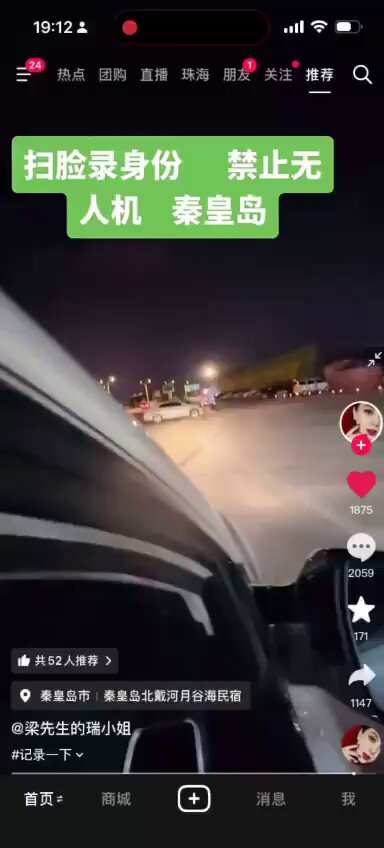 19:12
24
热点 团购 直播 珠海 朋友 1 关注 推荐
扫脸录身份 禁止无
人机 秦皇岛
1875
2059
171
1147
共52人推荐
秦皇岛市 秦皇岛北戴河月谷海民宿
@梁先生的瑞小姐
#记录一下
首页 商城 消息 我